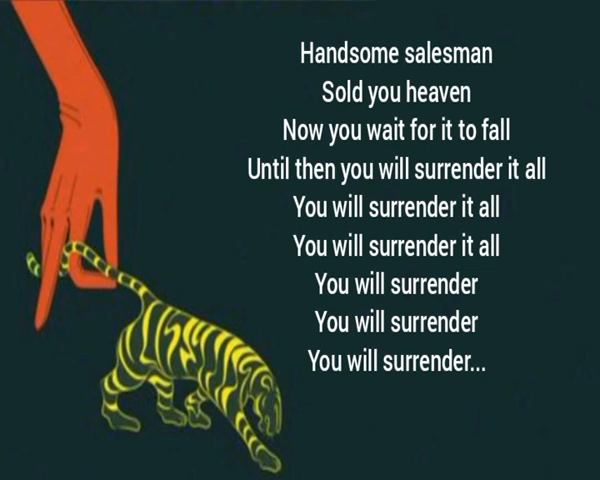 Handsome salesman
Sold you heaven
Now you wait for it to fall
Until then you will surrender it all
You will surrender it all
You will surrender it all
You will surrender
You will surrender
You will surrender...